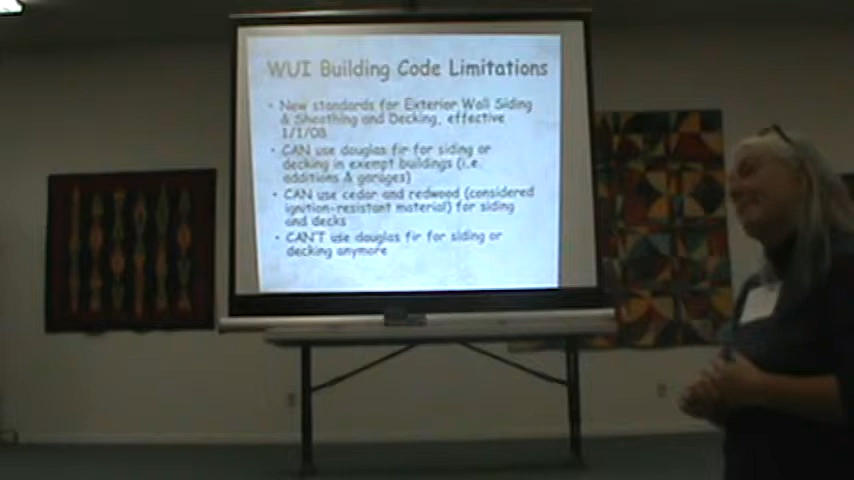 WUI Building Code Limitations
• New standards for Exterior Wall Siding
& Sheathing and Decking, effective
1/1/08
• CAN use douglas fir for siding or
decking in exempt buildings (i.e.
additions & garages)
• CAN use cedar and redwood (considered
ignition-resistant material) for siding
and decks
• CAN'T use douglas fir for siding or
decking anymore